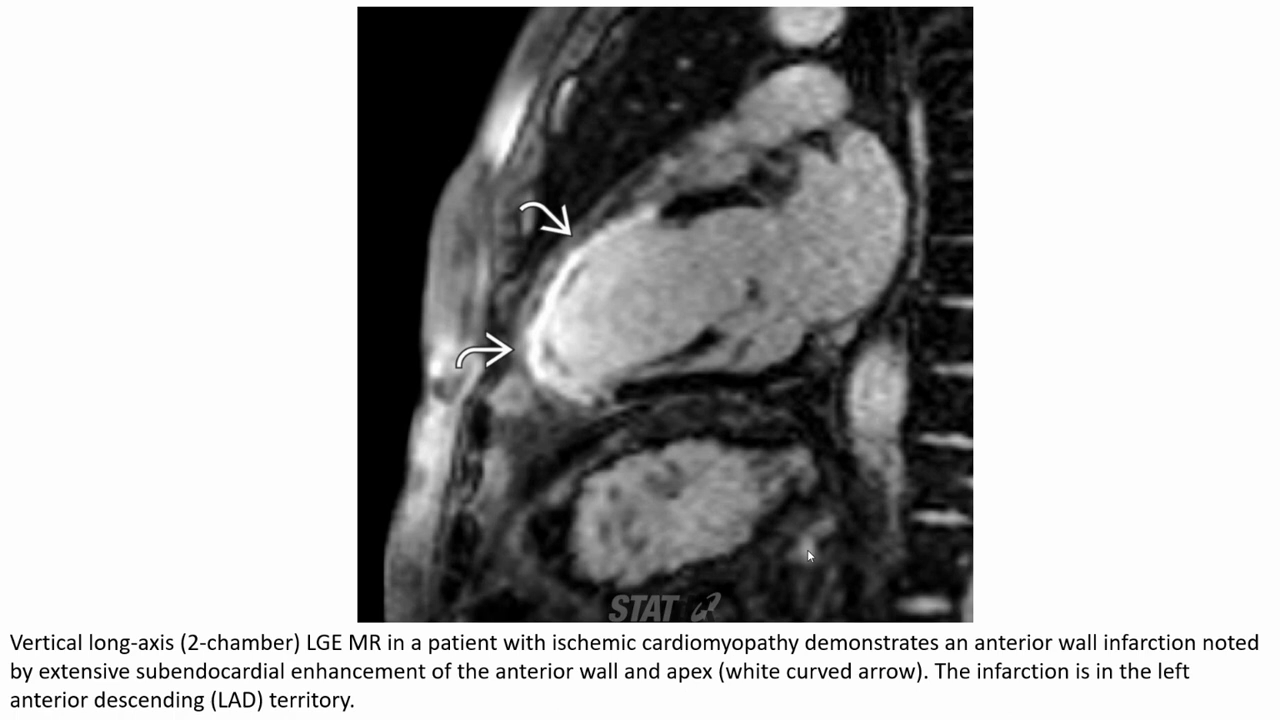 STAT
Vertical long-axis (2-chamber) LGE MR in a patient with ischemic cardiomyopathy demonstrates an anterior wall infarction noted
by extensive subendocardial enhancement of the anterior wall and apex (white curved arrow). The infarction is in the left
anterior descending (LAD) territory.